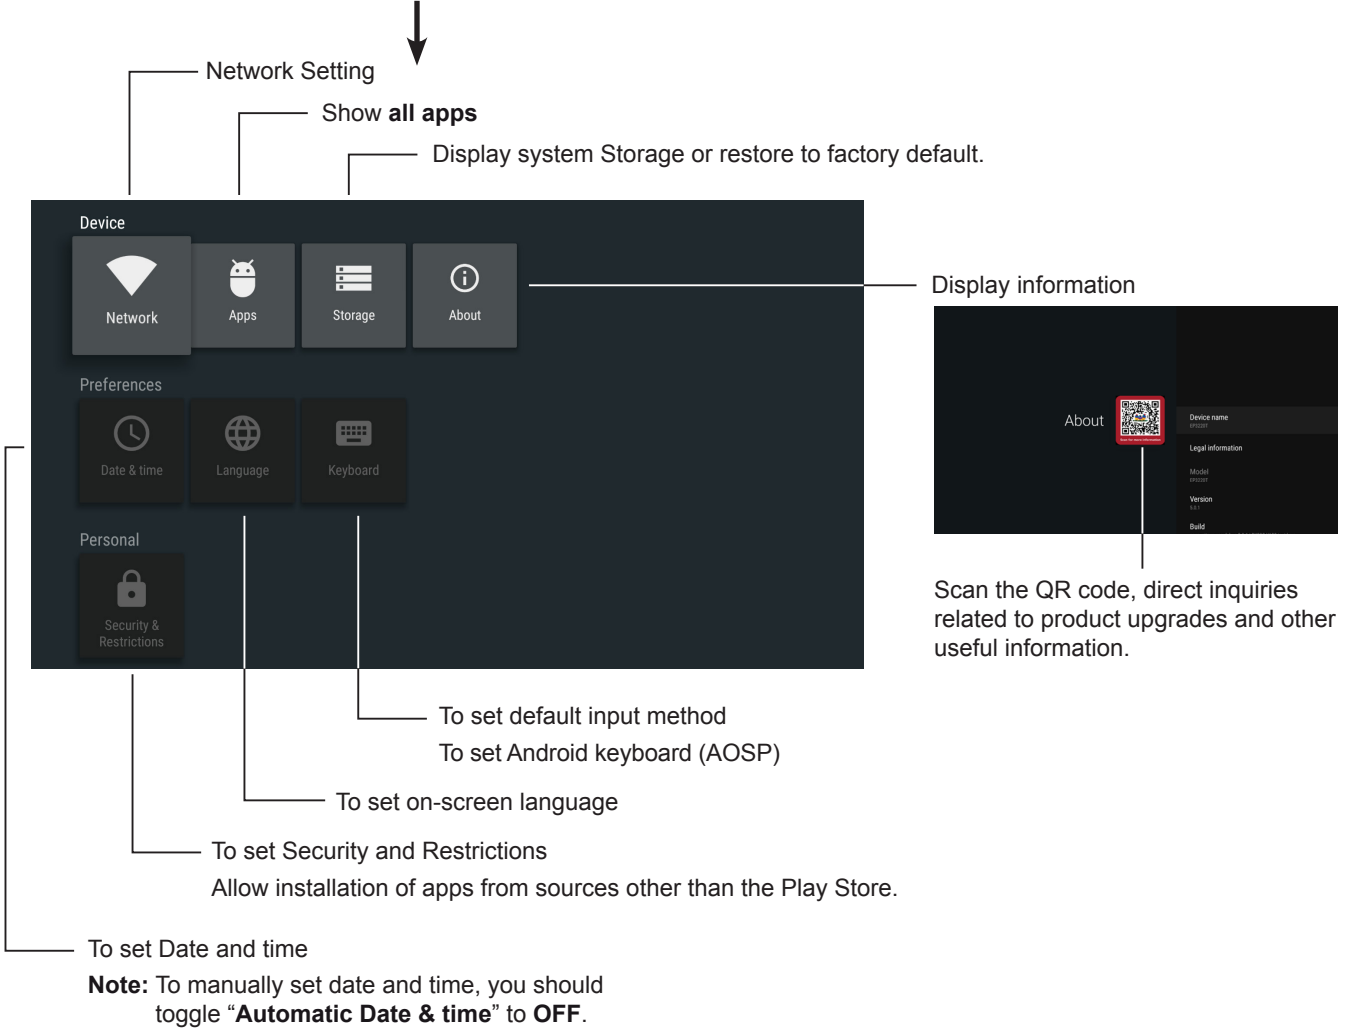 Network Setting
Show all apps
Display system Storage or restore to factory default.
Device
Network
Apps
Storage
About
Display information
Preferences
Date & time
Language
Keyboard
Personal
Security &
Restrictions
About
Device name
Legal information
Model
Version
Build
Scan the QR code, direct inquiries
related to product upgrades and other
useful information.
To set default input method
To set Android keyboard (AOSP)
To set on-screen language
To set Security and Restrictions
Allow installation of apps from sources other than the Play Store.
To set Date and time
Note: To manually set date and time, you should
toggle “Automatic Date & time” to OFF.